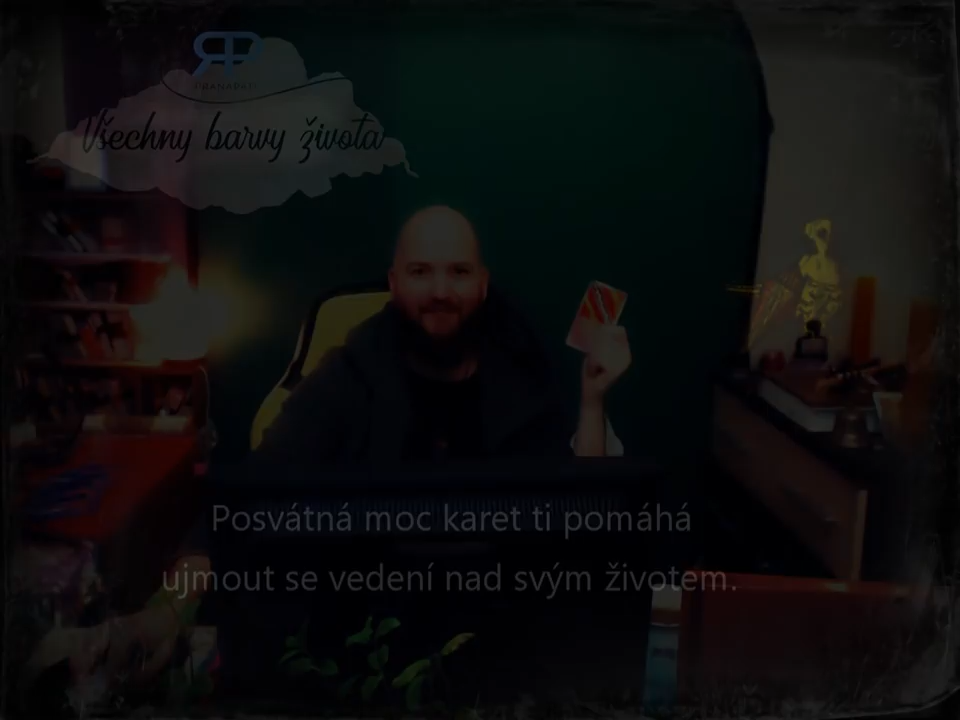 Všechny barvy života
Posvátná moc karet ti pomáhá
ujmout se vedení nad svým životem.